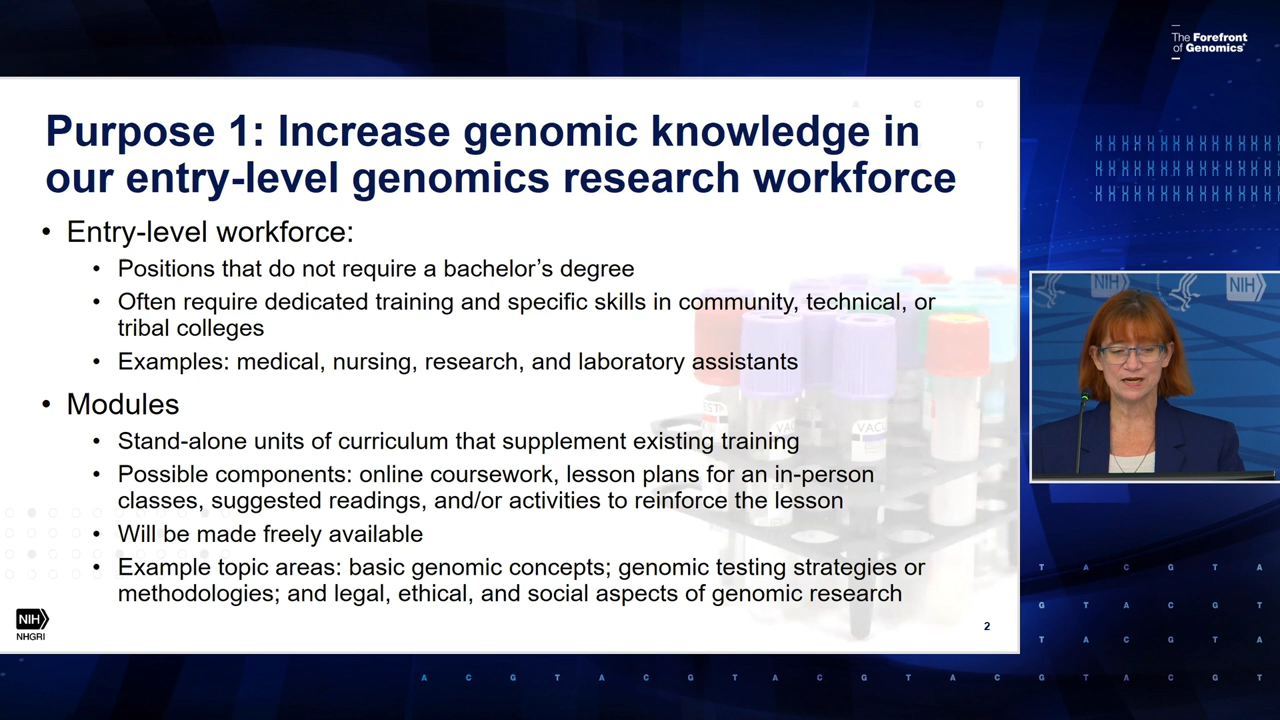 The Forefront
of Genomics®
Purpose 1: Increase genomic knowledge in
our entry-level genomics research workforce
• Entry-level workforce:
• Positions that do not require a bachelor’s degree
• Often require dedicated training and specific skills in community, technical, or
tribal colleges
• Examples: medical, nursing, research, and laboratory assistants
• Modules
• Stand-alone units of curriculum that supplement existing training
• Possible components: online coursework, lesson plans for an in-person
classes, suggested readings, and/or activities to reinforce the lesson
• Will be made freely available
• Example topic areas: basic genomic concepts; genomic testing strategies or
methodologies; and legal, ethical, and social aspects of genomic research
NIH
NHGRI
2
NIH
NIH
A C G
T
T A C G T A
G T A C G T
T A C G T A
A C G T A C G T A C G T A C G T A C G T